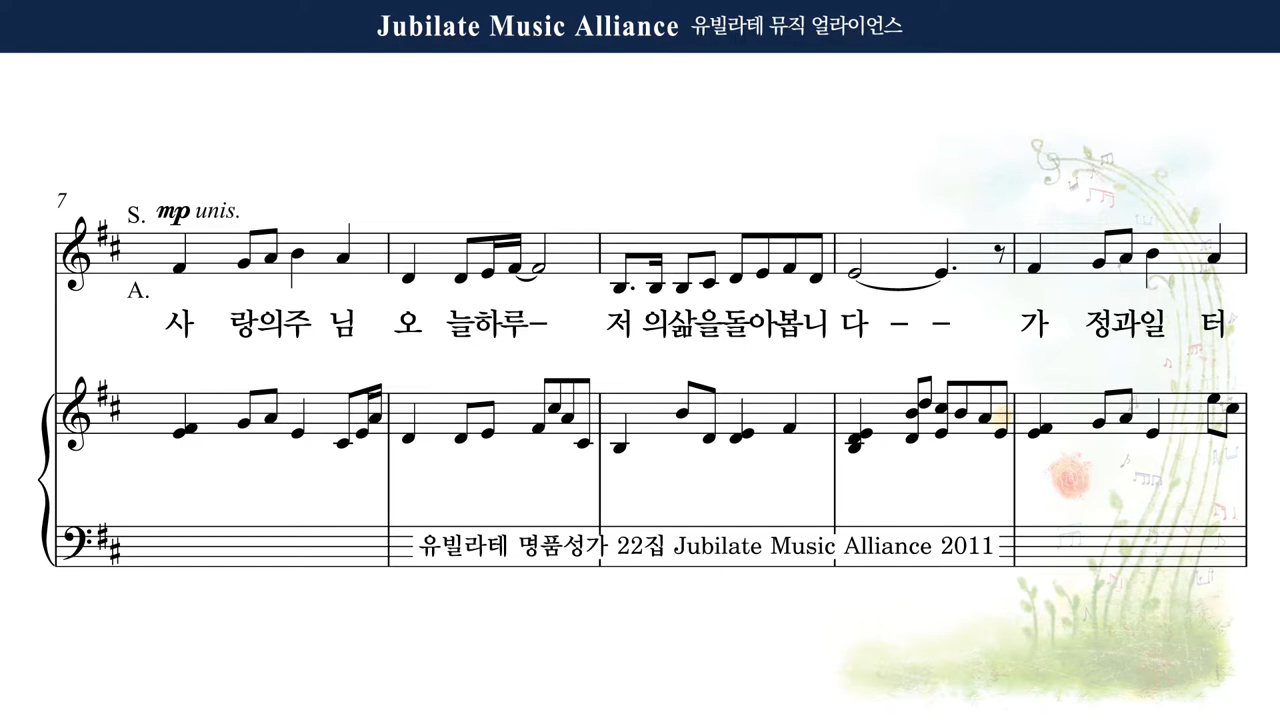 Jubilate Music Alliance 유빌라테 뮤직 얼라이언스
7
S. mp unis.
A.
사 랑의주 님 오 늘하루– 저 의삶을돌아봅니 다 – – 가 정과일 터
유빌라테 명품성가 22집 Jubilate Music Alliance 2011